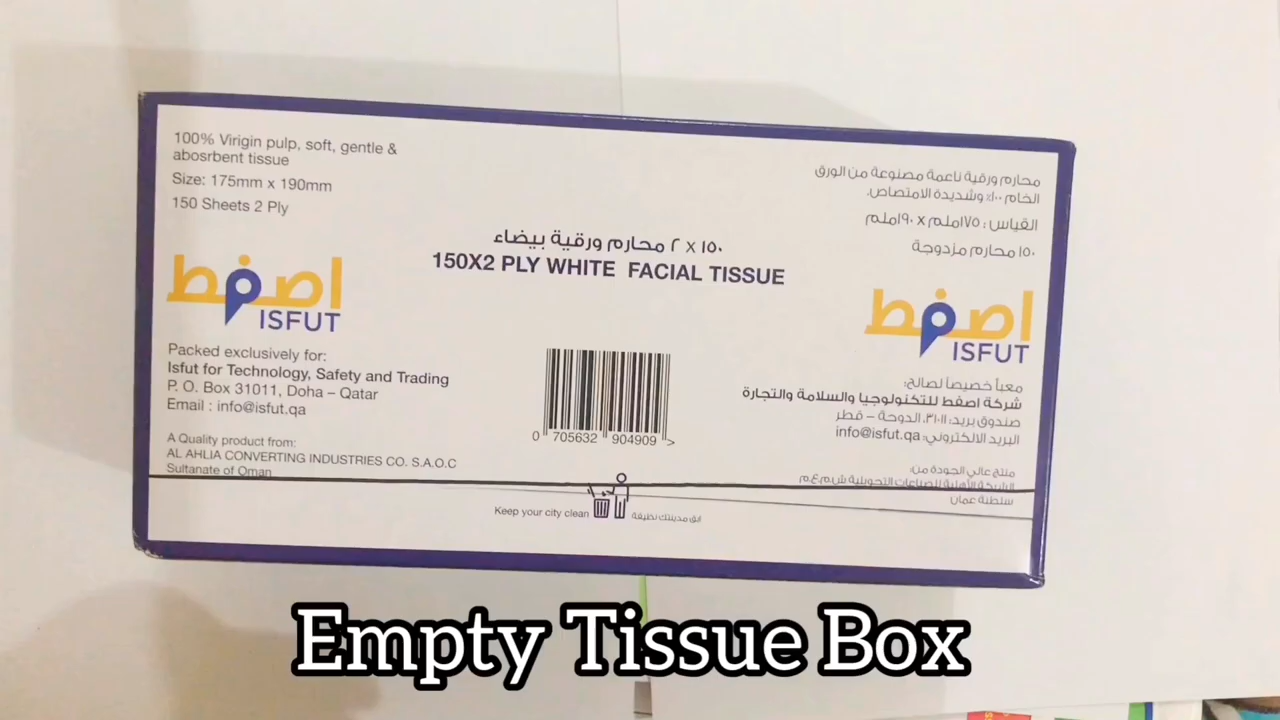 100% Virigin pulp, soft, gentle &
abosrbent tissue
Size: 175mm x 190mm
150 Sheets 2 Ply
محارم ورقية ناعمة مصنوعة من الورق
الخام ١٠٠٪ وشديدة الامتصاص.
القياس: ١٧٥ملم x ١٩٠ملم
١٥٠ محارم مزدوجة
١٥٠ x ٢ محارم ورقية بيضاء
150X2 PLY WHITE FACIAL TISSUE
اصفط
ISFUT
اصفط
ISFUT
Packed exclusively for:
Isfut for Technology, Safety and Trading
P. O. Box 31011, Doha – Qatar
Email : info@isfut.qa
A Quality product from:
AL AHLIA CONVERTING INDUSTRIES CO. S.A.O.C
Sultanate of Oman
0 705632 904909 >
معبأ خصيصاً لصالح:
شركة اصفط للتكنولوجيا والسلامة والتجارة
صندوق بريد: ٣١٠١١، الدوحة – قطر
البريد الالكتروني: info@isfut.qa
منتج عالي الجودة من:
الأهلية للصناعات التحويلية ش.م.ع.م
سلطنة عمان
Keep your city clean
ابق مدينتك نظيفة
Empty Tissue Box